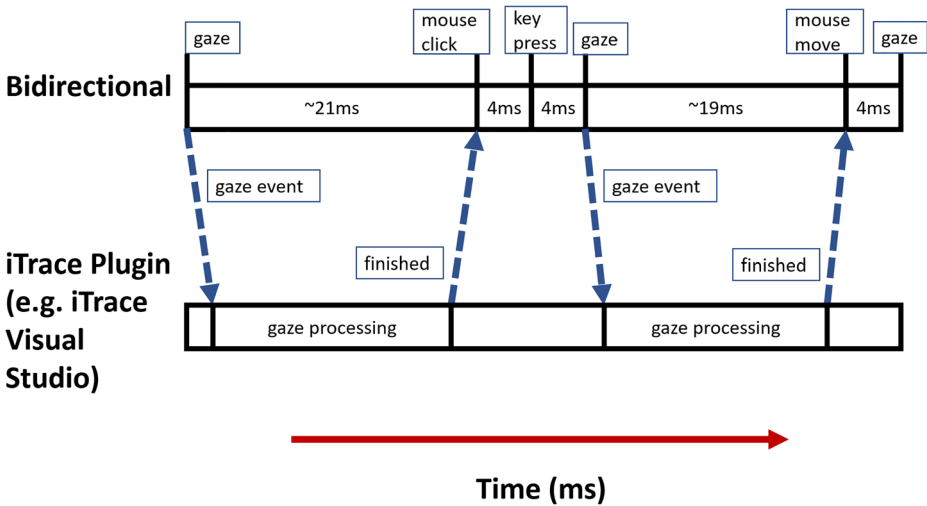 gaze
mouse
click
key
press
gaze
mouse
move
gaze
Bidirectional
~21ms
4ms
4ms
~19ms
4ms
gaze event
gaze event
finished
finished
iTrace Plugin
(e.g. iTrace
Visual
Studio)
gaze processing
gaze processing
Time (ms)